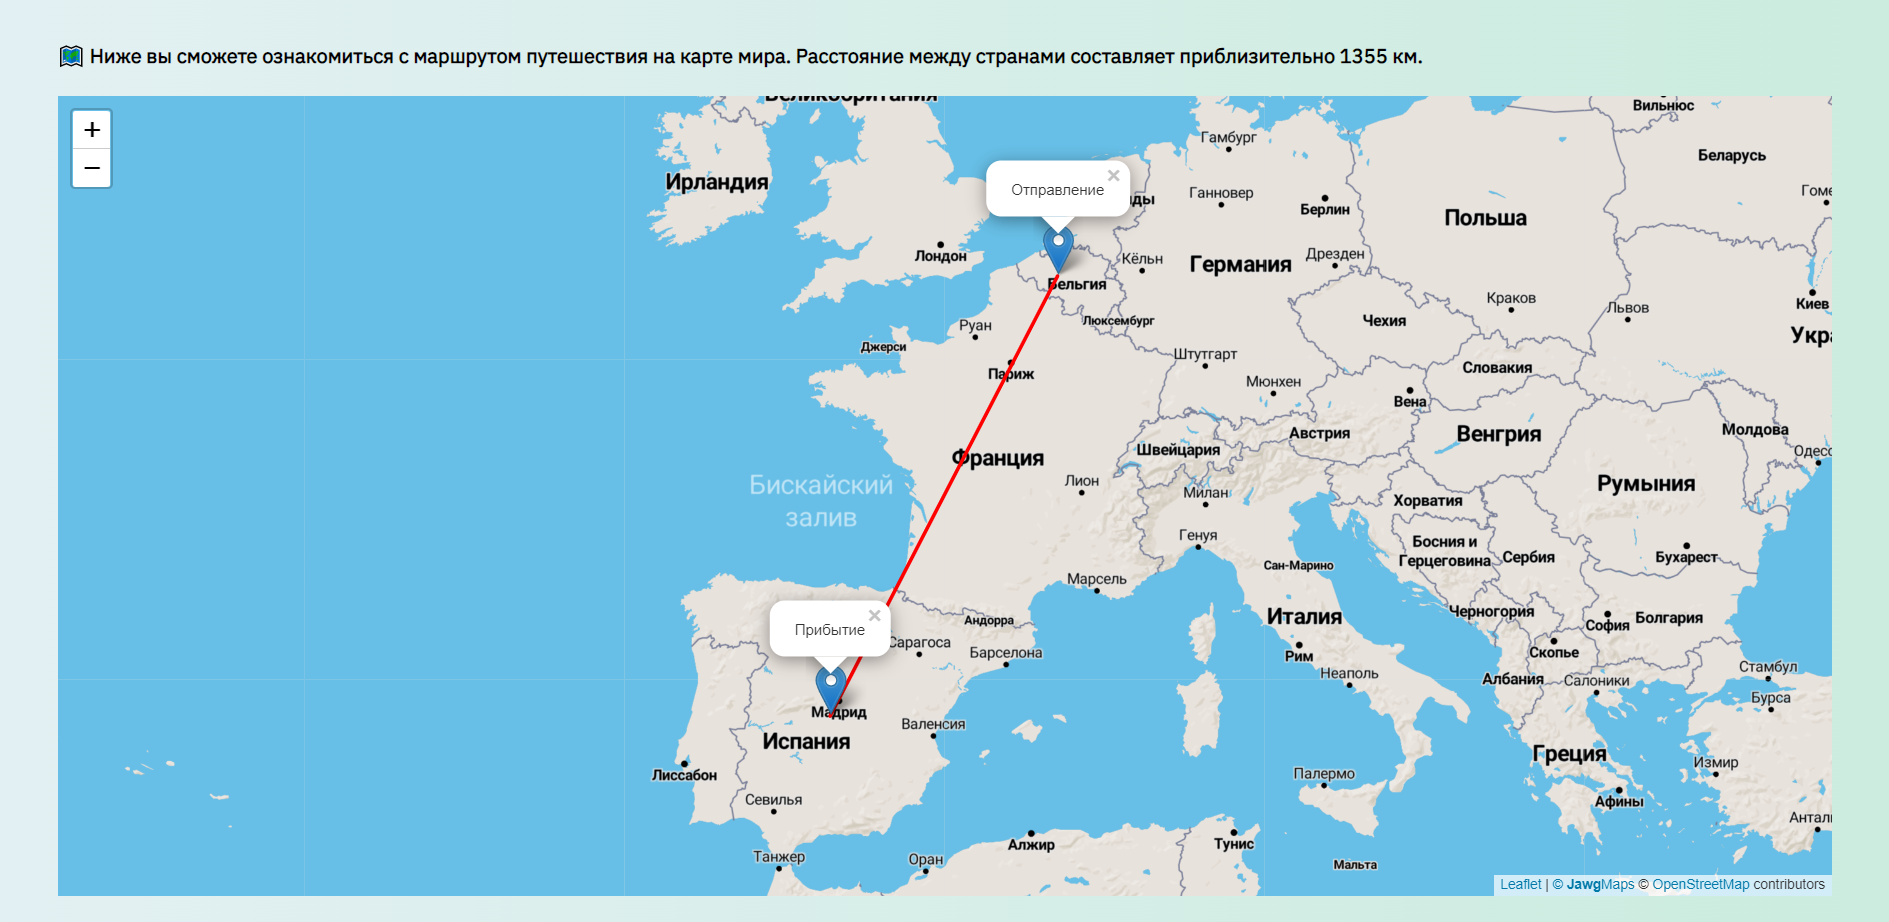 Ниже вы сможете ознакомиться с маршрутом путешествия на карте мира. Расстояние между странами составляет приблизительно 1355 км.
+
−
Великобритания
Вильнюс
Гамбург
Беларусь
Ирландия
Отправление
×
Ганновер
Берлин
Польша
Лондон
Кёльн
Германия
Дрезден
Бельгия
Краков
Львов
Киев
Люксембург
Руан
Чехия
Джерси
Штутгарт
Словакия
Париж
Мюнхен
Вена
Австрия
Венгрия
Молдова
Швейцария
Франция
Лион
Милан
Бискайский
залив
Румыния
Хорватия
Генуя
Босния и
Герцеговина
Сербия
Бухарест
Сан-Марино
Марсель
Черногория
Италия
Болгария
София
Андорра
Прибытие
×
Сарагоса
Барселона
Рим
Скопье
Неаполь
Албания
Салоники
Стамбул
Бурса
Мадрид
Валенсия
Испания
Греция
Измир
Лиссабон
Палермо
Севилья
Афины
Алжир
Тунис
Танжер
Оран
Мальта
Leaflet | © JawgMaps © OpenStreetMap contributors